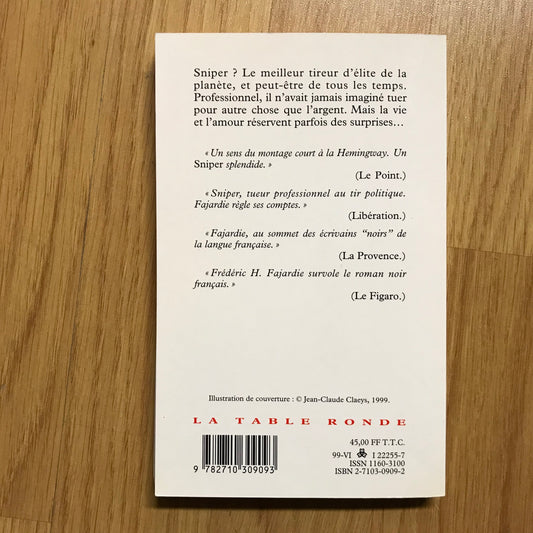 Sniper ? Le meilleur tireur d'élite de la
planète, et peut-être de tous les temps.
Professionnel, il n'avait jamais imaginé tuer
pour autre chose que l'argent. Mais la vie
et l'amour réservent parfois des surprises...
« Un sens du montage court à la Hemingway. Un
Sniper splendide. »
(Le Point.)
« Sniper, tueur professionnel au tir politique.
Fajardie règle ses comptes. »
(Libération.)
« Fajardie, au sommet des écrivains “noirs” de
la langue française. »
(La Provence.)
« Frédéric H. Fajardie survole le roman noir
français. »
(Le Figaro.)
Illustration de couverture : © Jean-Claude Claeys, 1999.
LA TABLE RONDE
45,00 FF T.T.C.
99-VI I 22255-7
ISSN 1160-3100
ISBN 2-7103-0909-2
9 782710 309093